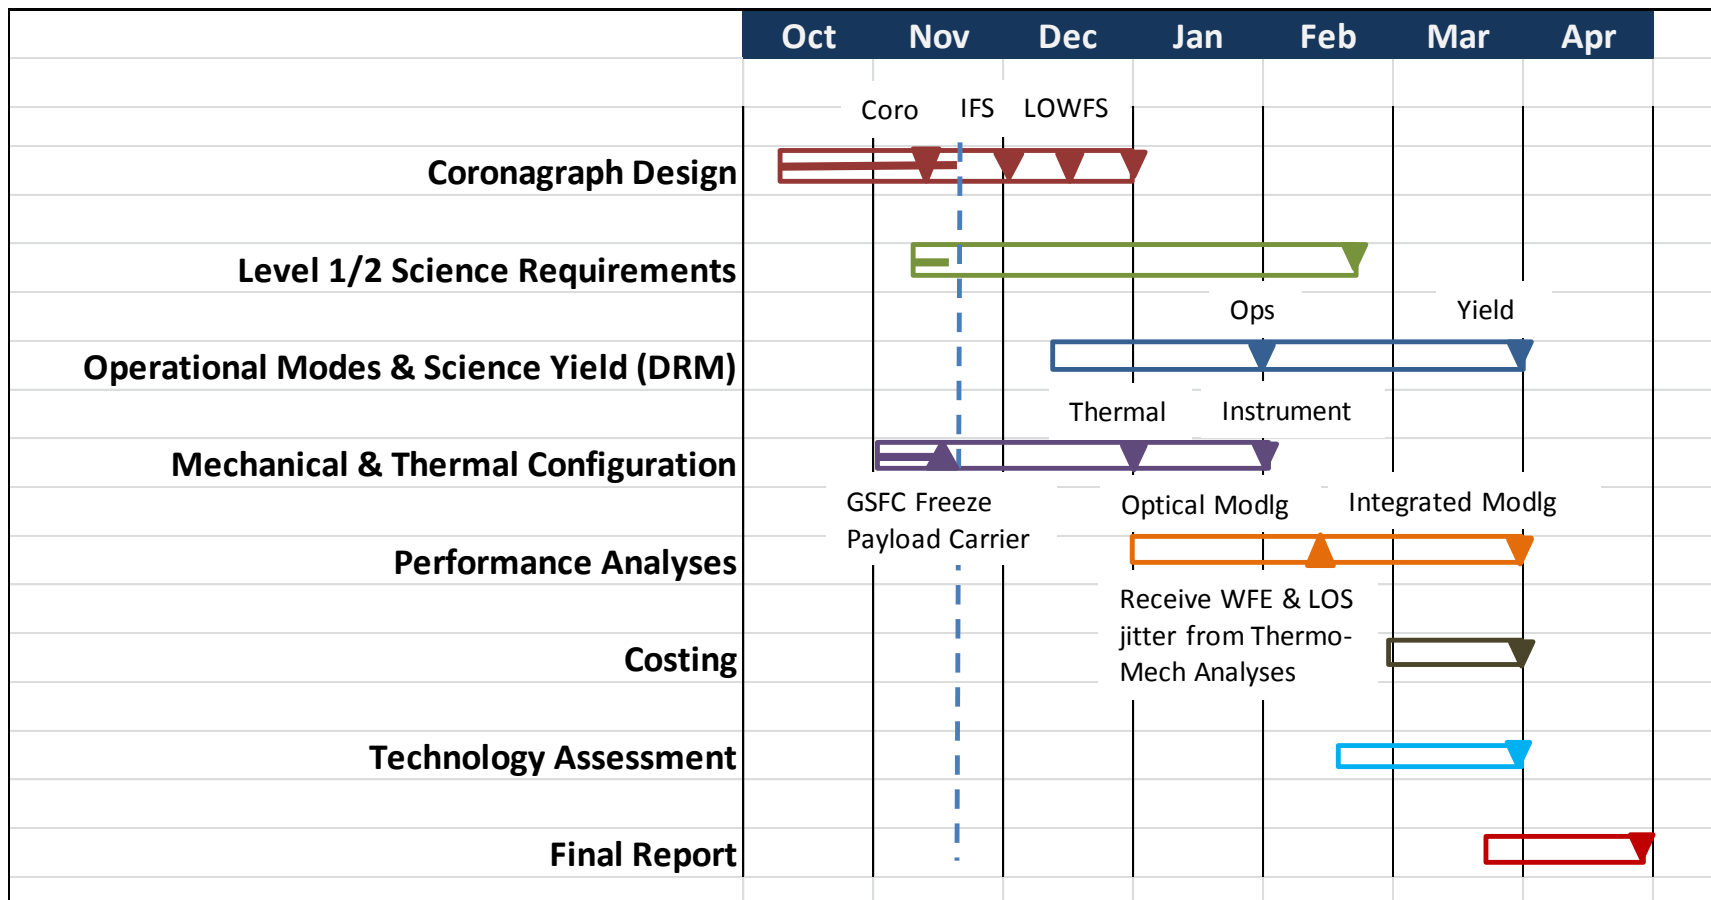 Oct Nov Dec Jan Feb Mar Apr
Coro IFS LOWFS
Coronagraph Design
Level 1/2 Science Requirements
Ops Yield
Operational Modes & Science Yield (DRM)
Thermal Instrument
Mechanical & Thermal Configuration
GSFC Freeze
Payload Carrier
Optical Modlg Integrated Modlg
Performance Analyses
Receive WFE & LOS
jitter from Thermo-
Mech Analyses
Costing
Technology Assessment
Final Report